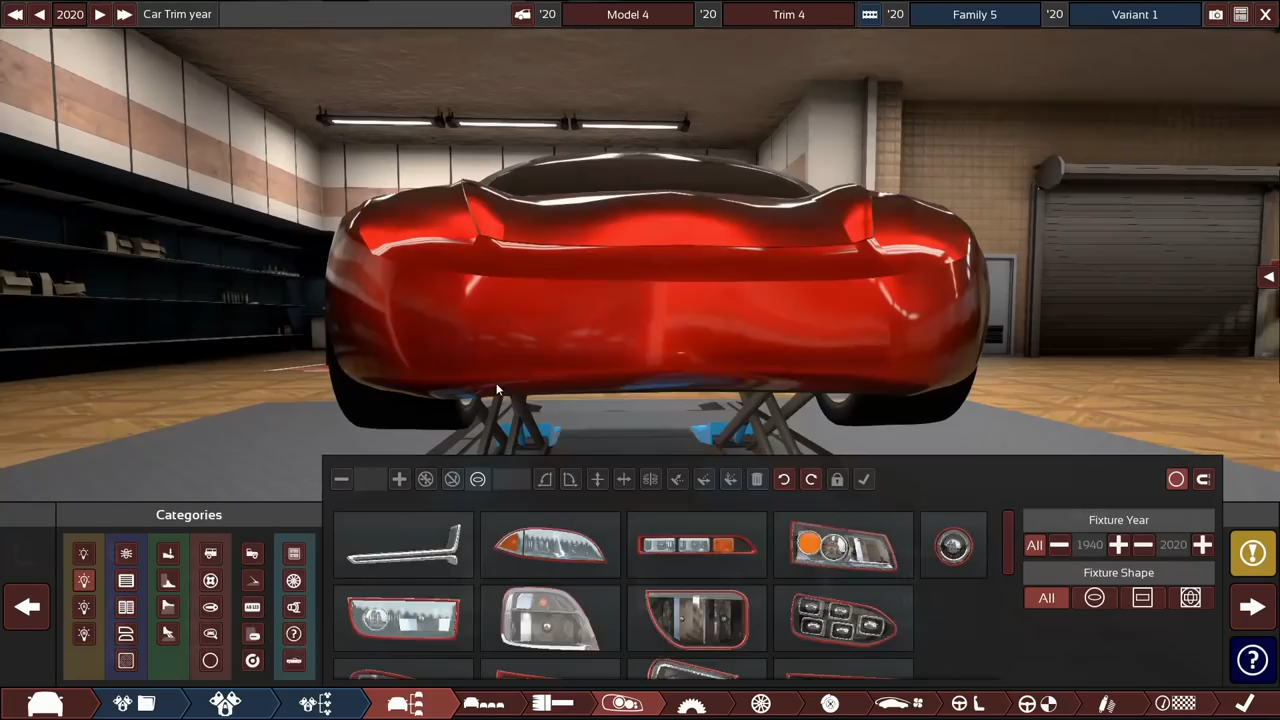 2020 Car Trim year '20 Model 4 '20 Trim 4 '20 Family 5 '20 Variant 1
Categories
Fixture Year
All 1940 2020
Fixture Shape
All